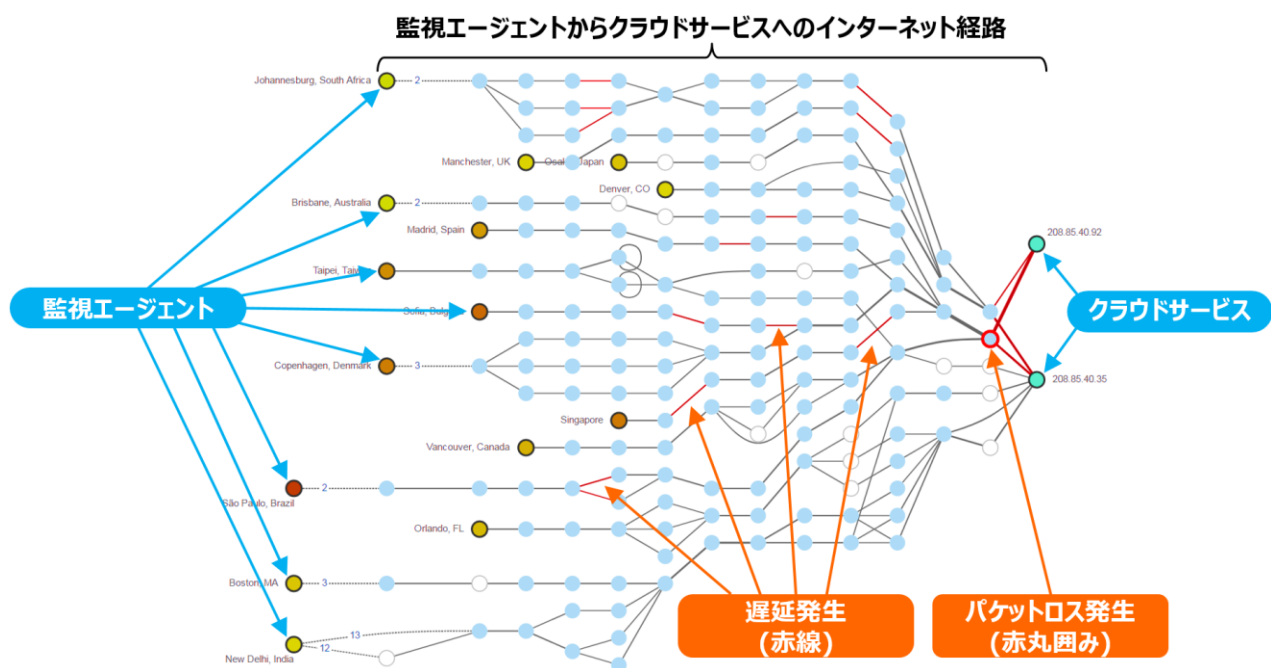 監視エージェントからクラウドサービスへのインターネット経路
Johannesburg, South Africa
2
Manchester, UK
Japan
Denver, CO
Brisbane, Australia
2
Madrid, Spain
208.85.40.92
Taipei,
監視エージェント
クラウドサービス
Copenhagen, Denmark
3
208.85.40.35
Singapore
Vancouver, Canada
2
São Paulo, Brazil
Orlando, FL
Boston, MA
3
遅延発生
(赤線)
パケットロス発生
(赤丸囲み)
13
12
New Delhi, India